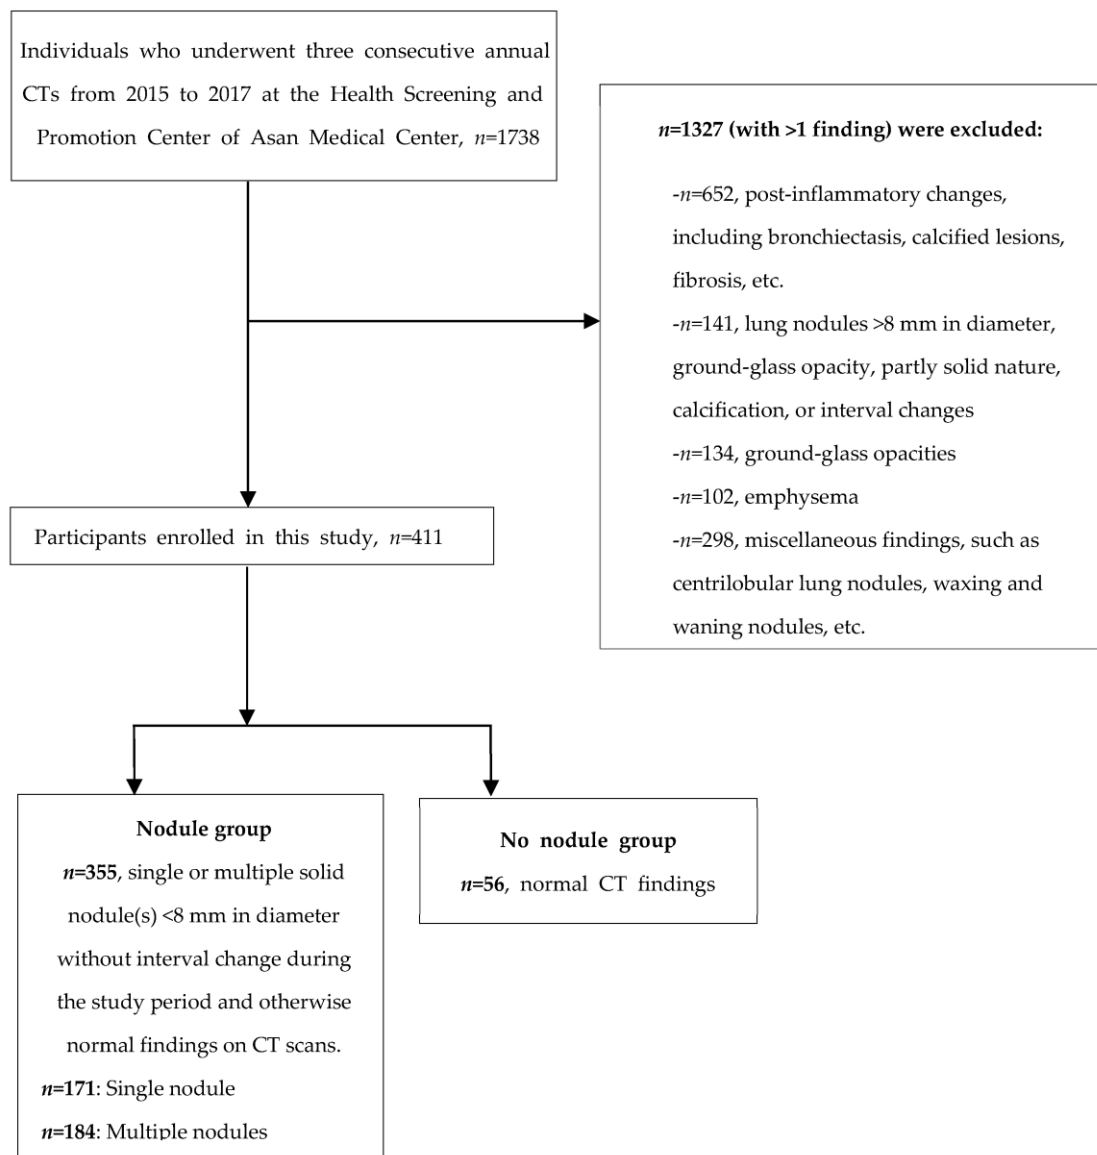 Individuals who underwent three consecutive annual
CTs from 2015 to 2017 at the Health Screening and
Promotion Center of Asan Medical Center, n=1738
n=1327 (with >1 finding) were excluded:
-n=652, post-inflammatory changes,
including bronchiectasis, calcified lesions,
fibrosis, etc.
-n=141, lung nodules >8 mm in diameter,
ground-glass opacity, partly solid nature,
calcification, or interval changes
-n=134, ground-glass opacities
-n=102, emphysema
-n=298, miscellaneous findings, such as
centrilobular lung nodules, waxing and
waning nodules, etc.
Participants enrolled in this study, n=411
Nodule group
n=355, single or multiple solid
nodule(s) <8 mm in diameter
without interval change during
the study period and otherwise
normal findings on CT scans.
n=171: Single nodule
n=184: Multiple nodules
No nodule group
n=56, normal CT findings